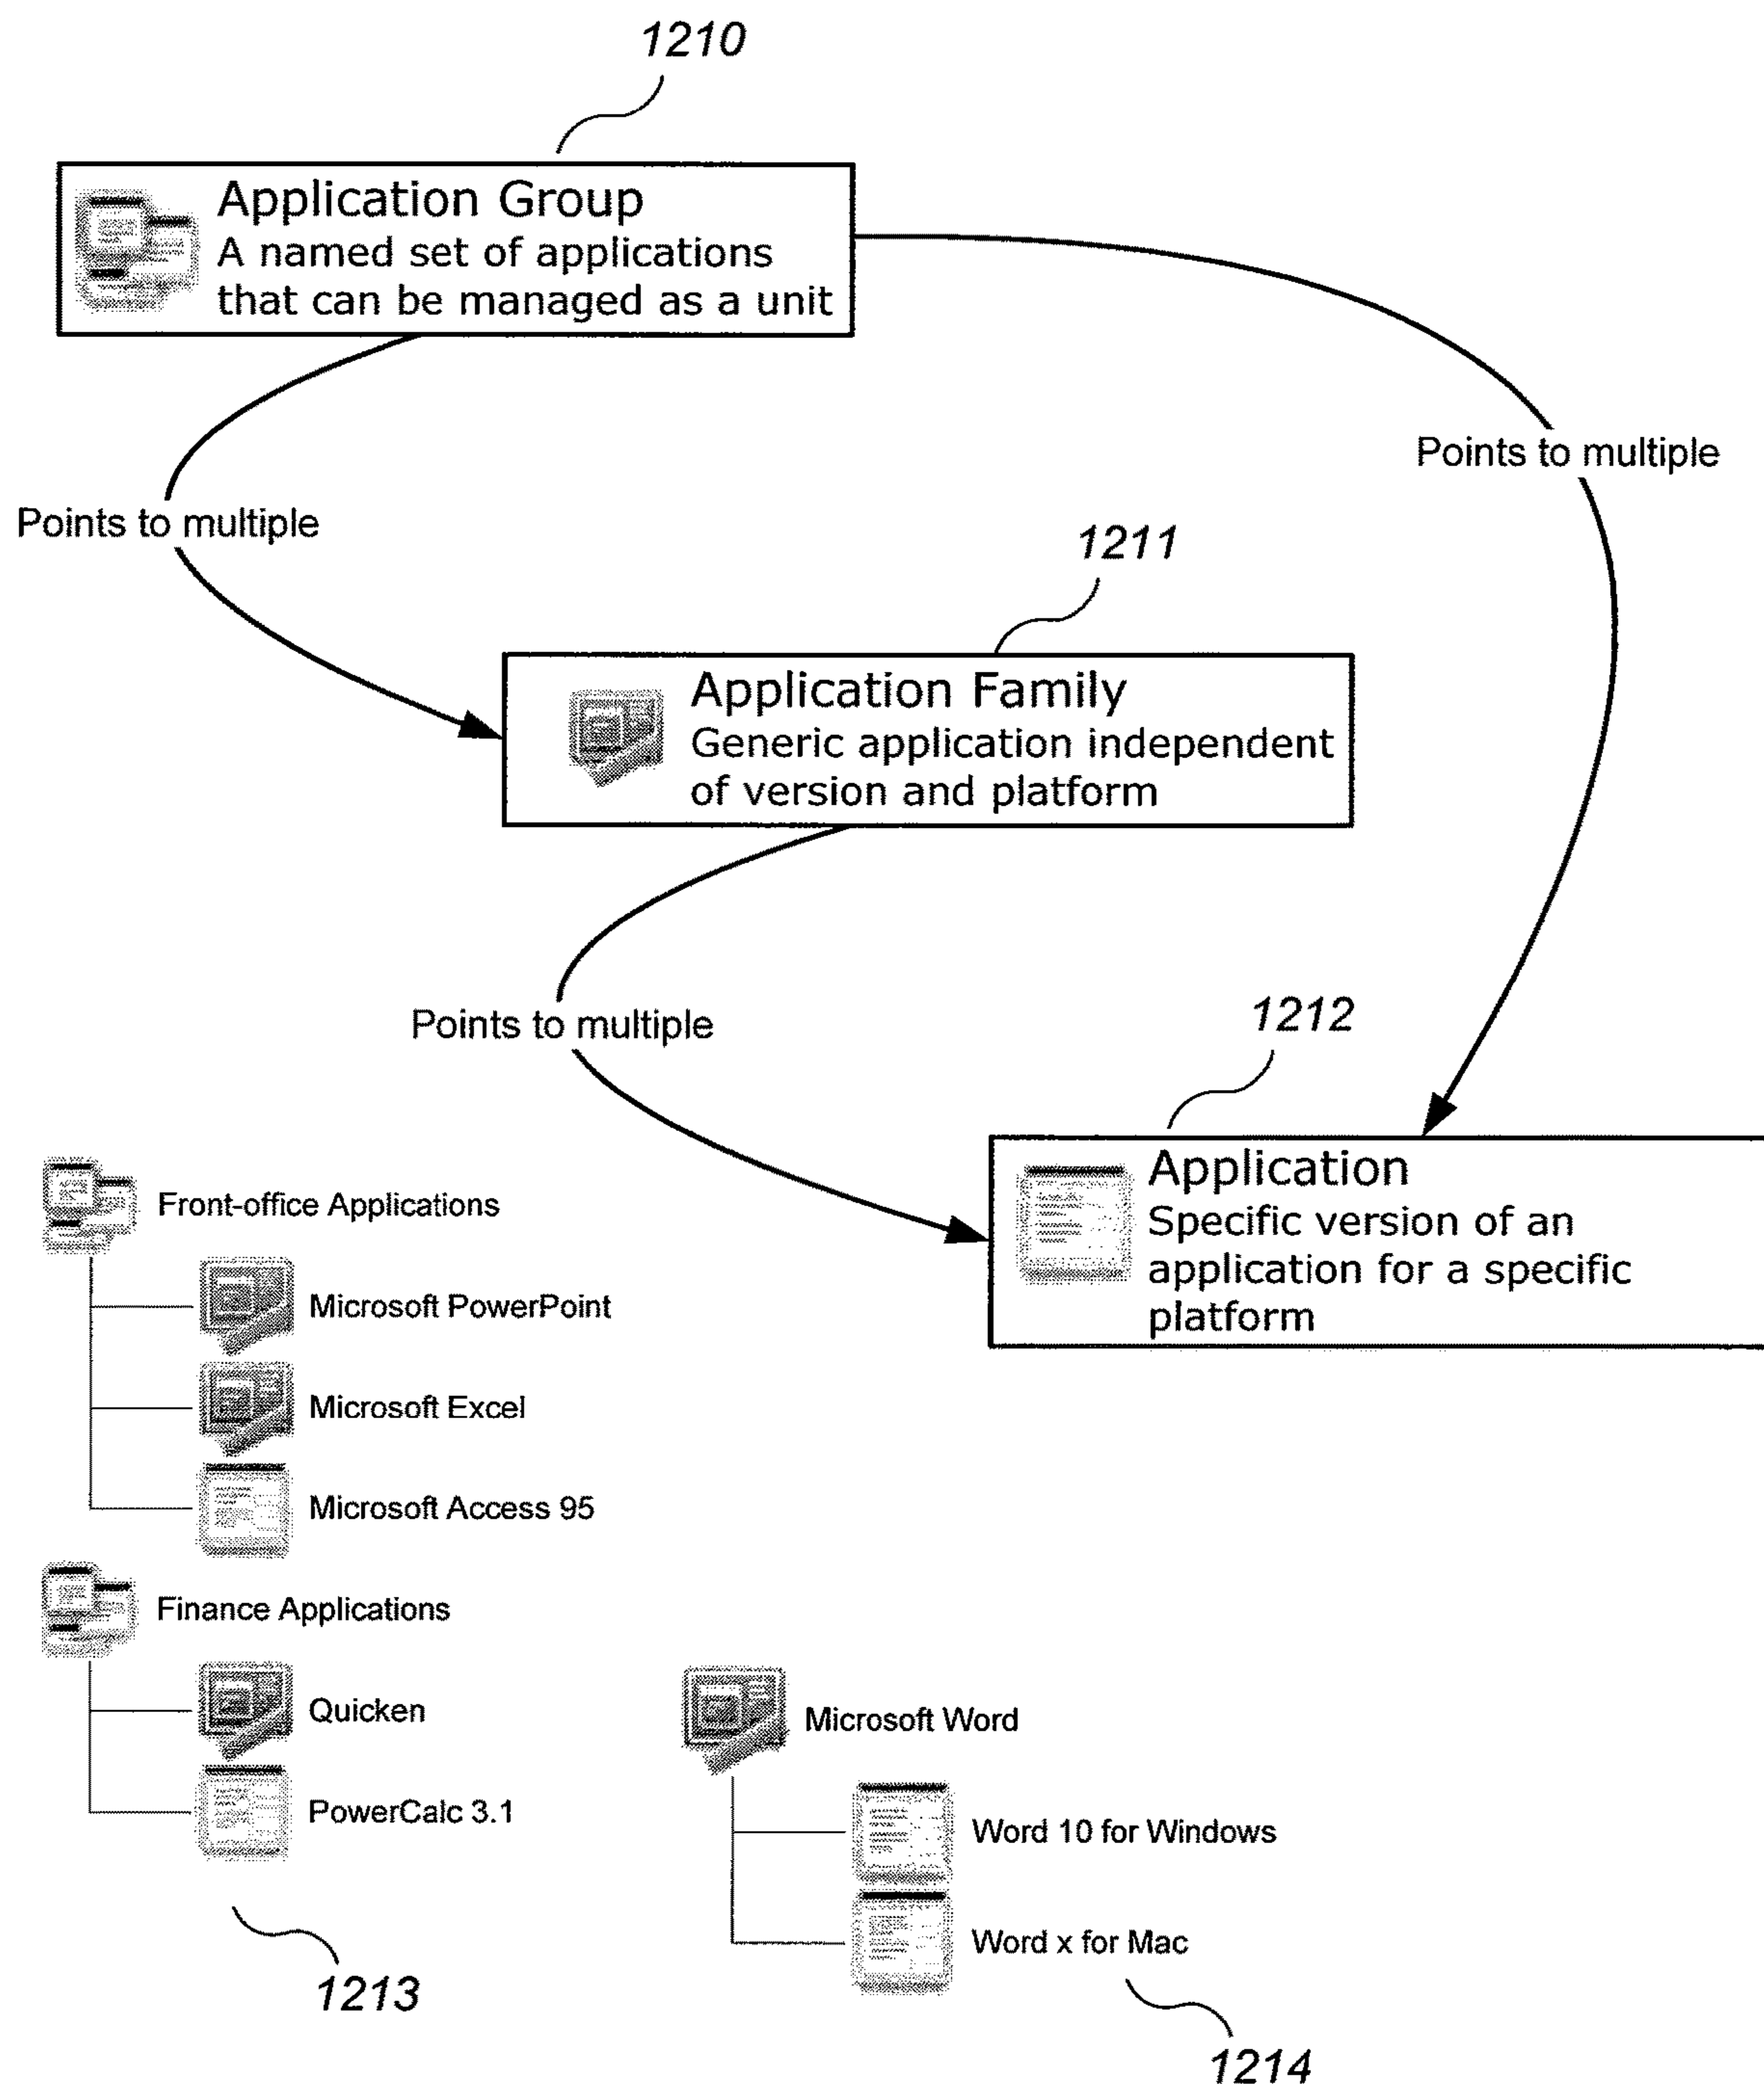 1210
Application Group
A named set of applications
that can be managed as a unit
Points to multiple
Points to multiple
1211
Application Family
Generic application independent
of version and platform
Points to multiple
1212
Application
Specific version of an
application for a specific
platform
Front-office Applications
Microsoft PowerPoint
Microsoft Excel
Microsoft Access 95
Finance Applications
Quicken
PowerCalc 3.1
1213
Microsoft Word
Word 10 for Windows
Word x for Mac
1214